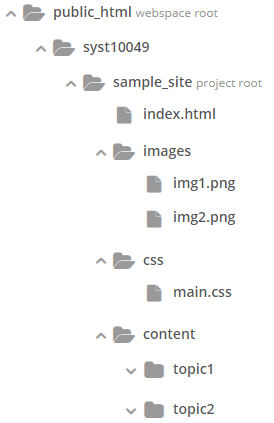 public_html webspace root
syst10049
sample_site project root
index.html
images
img1.png
img2.png
css
main.css
content
topic1
topic2